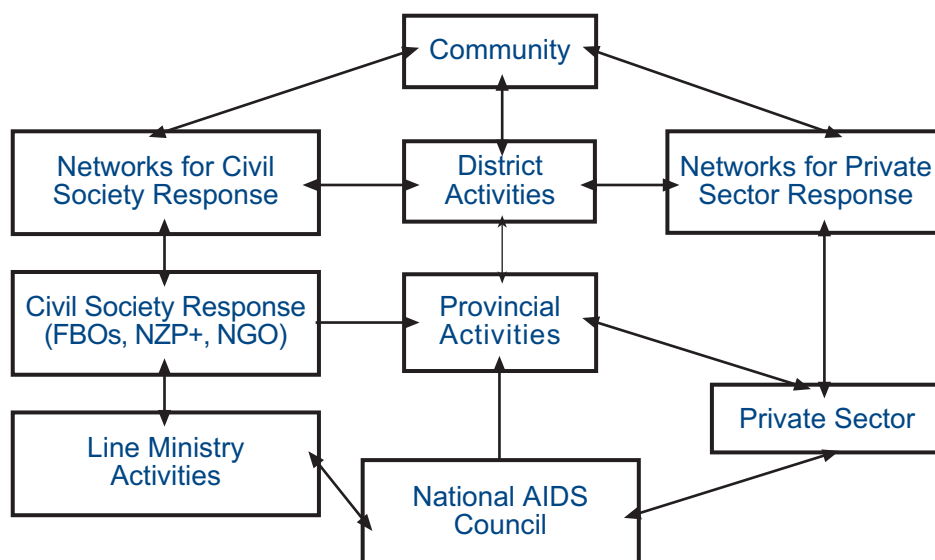 Community
Networks for Civil
Society Response
District
Activities
Networks for Private
Sector Response
Civil Society Response
(FBOs, NZP+, NGO)
Provincial
Activities
Private Sector
Line Ministry
Activities
National AIDS
Council